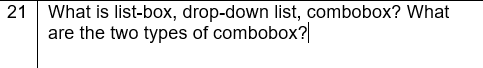 21 What is list-box, drop-down list, combobox? What
are the two types of combobox?